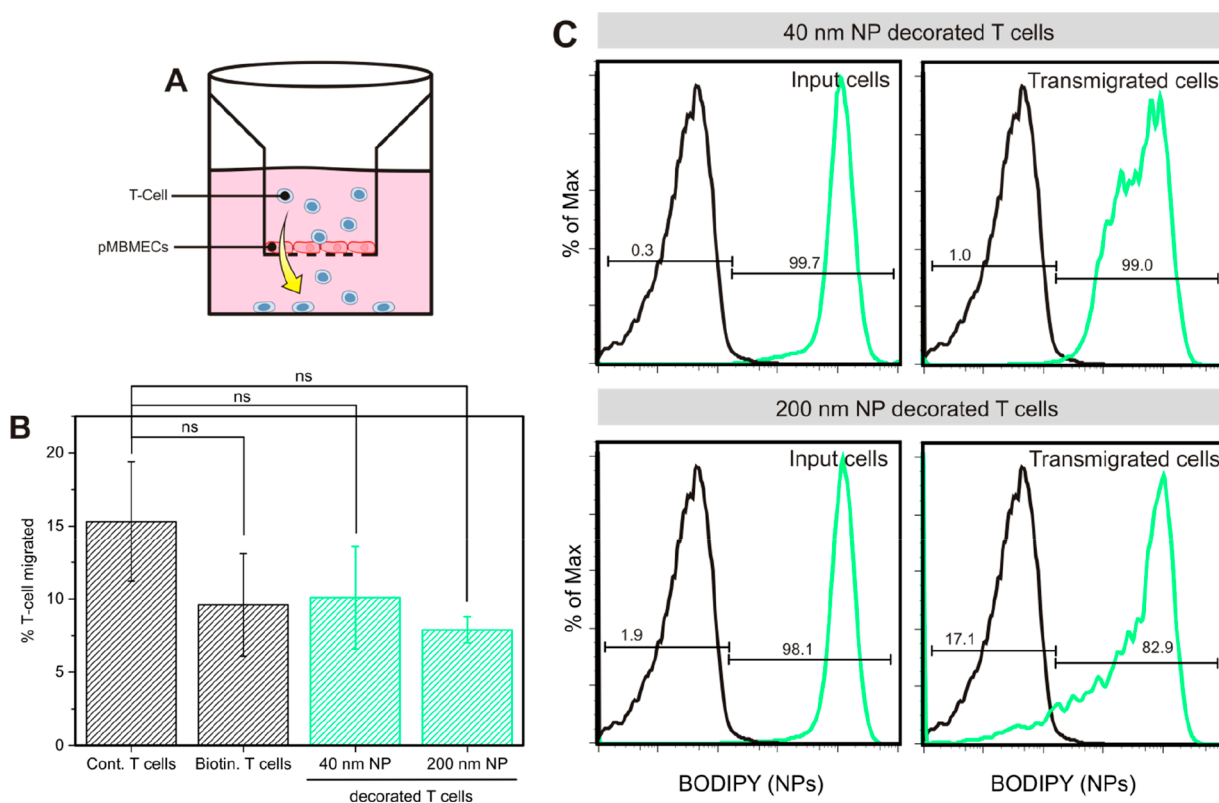 A
T-Cell
pMBMECs
B
ns
ns
ns
% T-cell migrated
20
15
10
5
0
Cont. T cells
Biotin. T cells
40 nm NP
200 nm NP
decorated T cells
C
40 nm NP decorated T cells
Input cells
Transmigrated cells
% of Max
0.3
99.7
1.0
99.0
200 nm NP decorated T cells
Input cells
Transmigrated cells
% of Max
1.9
98.1
17.1
82.9
BODIPY (NPs)
BODIPY (NPs)